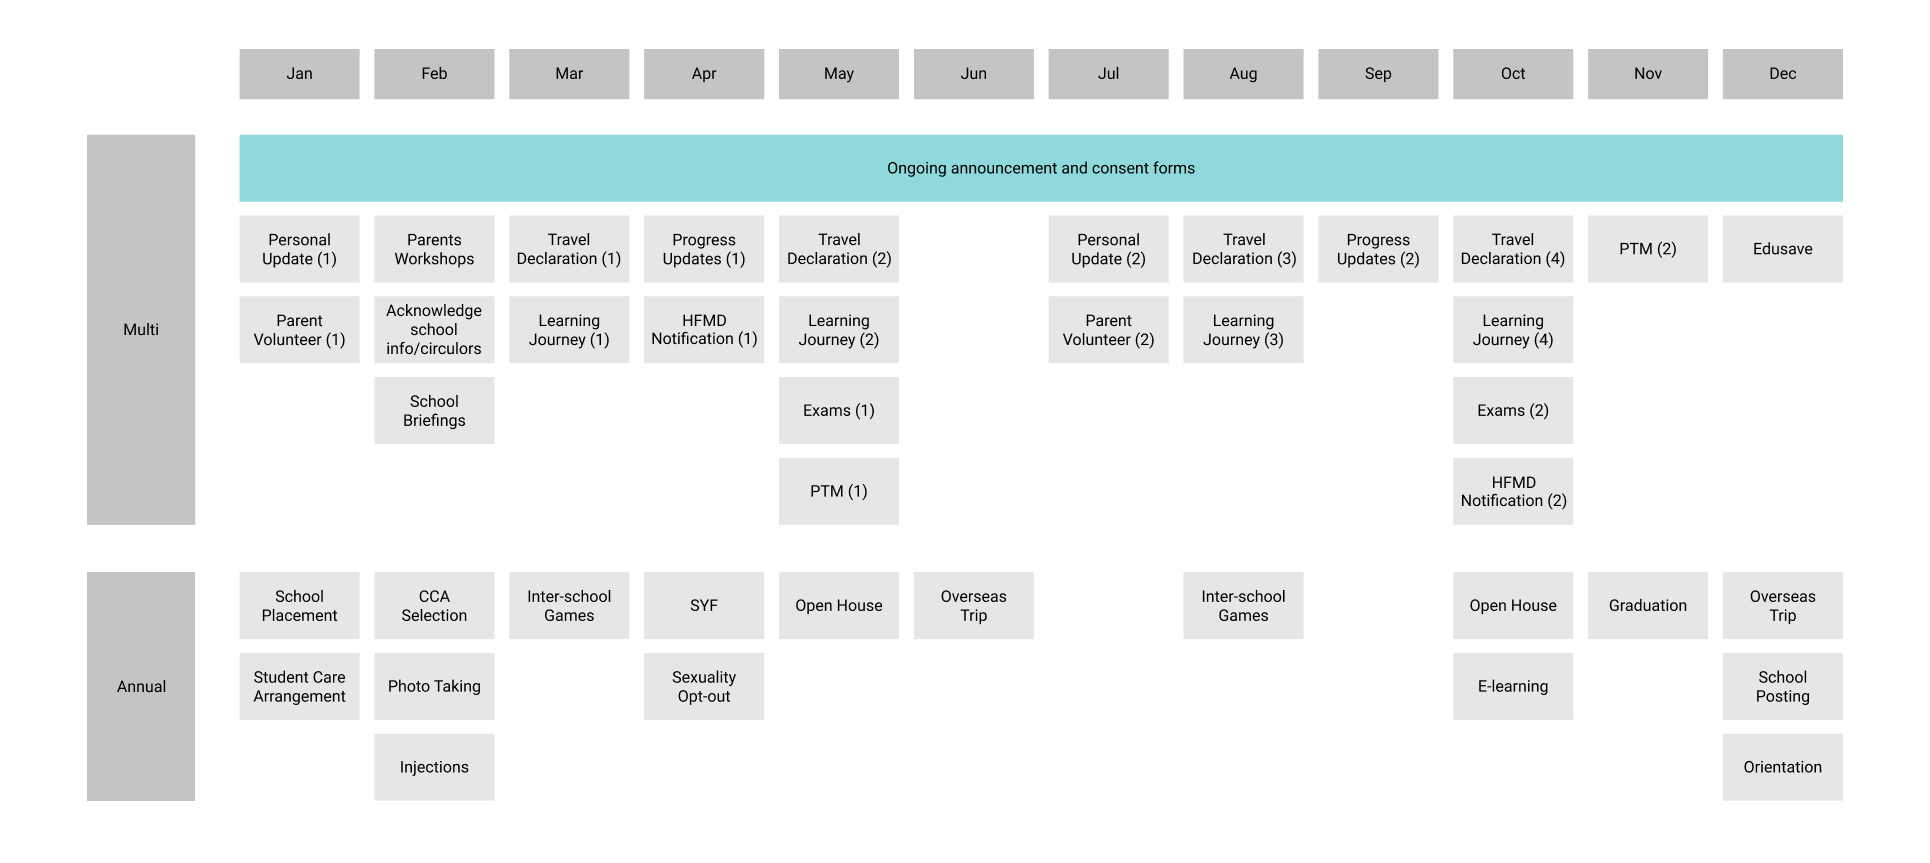 Jan
Feb
Mar
Apr
May
Jun
Jul
Aug
Sep
Oct
Nov
Dec
Multi
Ongoing announcement and consent forms
Personal
Update (1)
Parents
Workshops
Travel
Declaration (1)
Progress
Updates (1)
Travel
Declaration (2)
Personal
Update (2)
Travel
Declaration (3)
Progress
Updates (2)
Travel
Declaration (4)
PTM (2)
Edusave
Parent
Volunteer (1)
Acknowledge
school
info/circulors
Learning
Journey (1)
HFMD
Notification (1)
Learning
Journey (2)
Parent
Volunteer (2)
Learning
Journey (3)
Learning
Journey (4)
School
Briefings
Exams (1)
Exams (2)
PTM (1)
HFMD
Notification (2)
Annual
School
Placement
CCA
Selection
Inter-school
Games
SYF
Open House
Overseas
Trip
Inter-school
Games
Open House
Graduation
Overseas
Trip
Student Care
Arrangement
Photo Taking
Sexuality
Opt-out
E-learning
School
Posting
Injections
Orientation